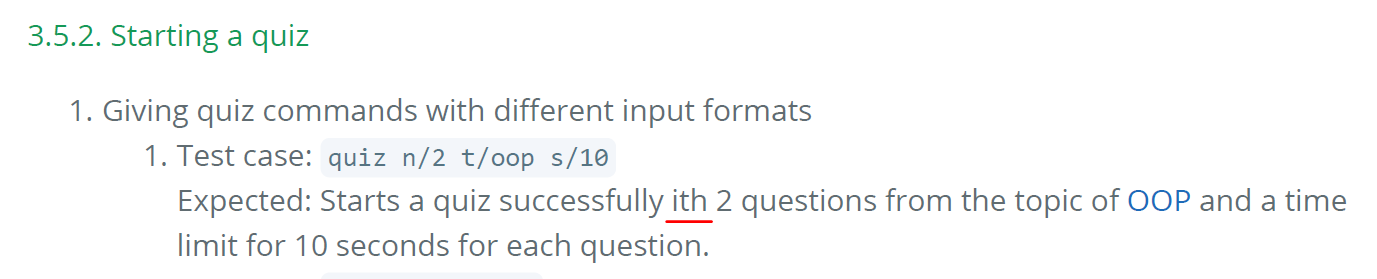 3.5.2. Starting a quiz
1. Giving quiz commands with different input formats
1. Test case: quiz n/2 t/oop s/10
Expected: Starts a quiz successfully ith 2 questions from the topic of OOP and a time
limit for 10 seconds for each question.